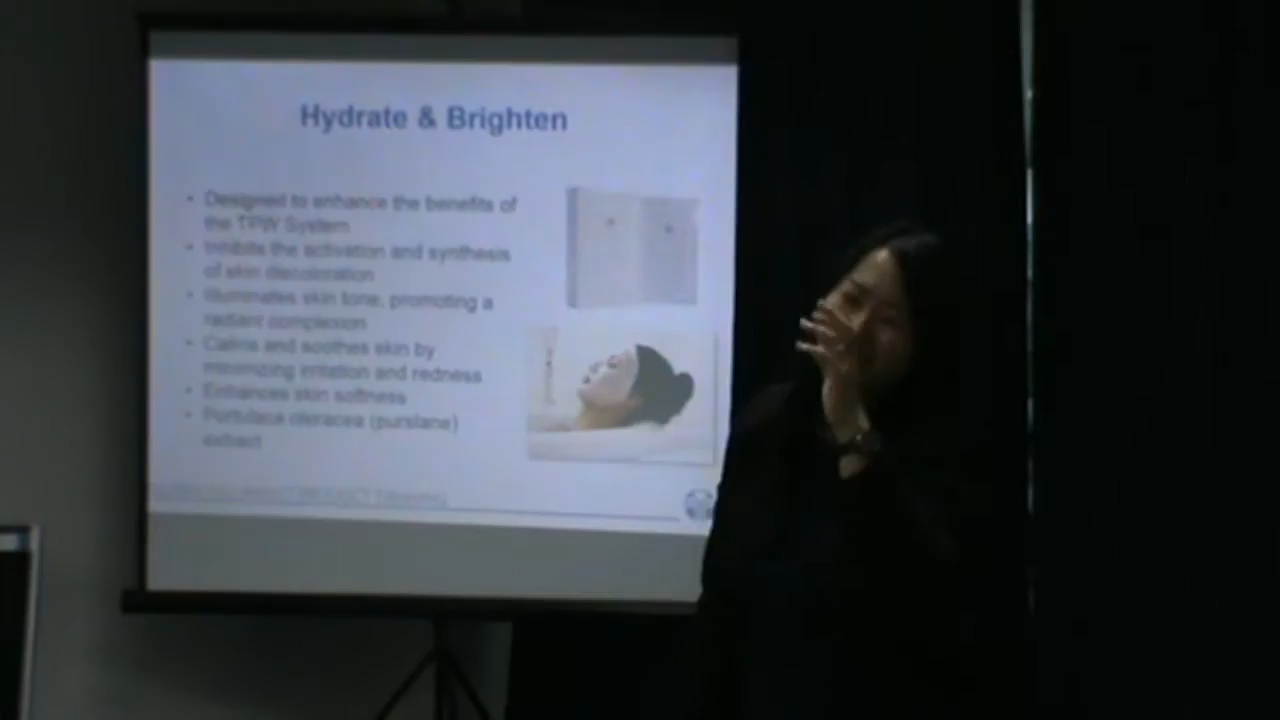 Hydrate & Brighten
• Designed to enhance the benefits of
the TPW System
• Inhibits the activation and synthesis
of skin discoloration
• Illuminates skin tone, promoting a
radiant complexion
• Calms and soothes skin by
minimizing irritation and redness
• Enhances skin softness
• Portulaca oleracea (purslane)
extract